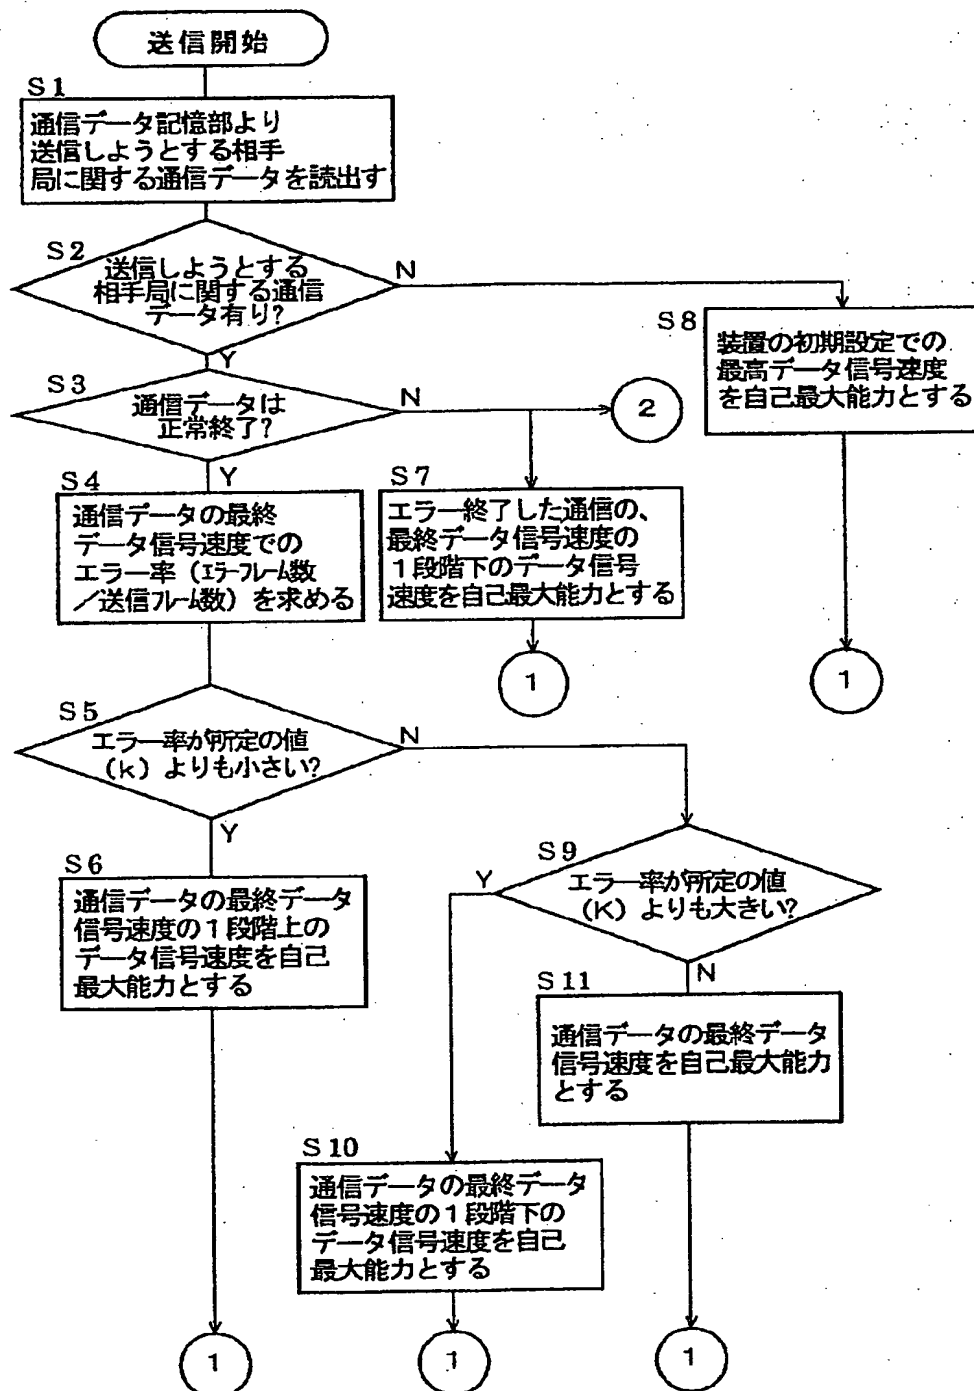 送信開始
S1
通信データ記憶部より
送信しようとする相手
局に関する通信データを読出す
S2
送信しようとする
相手局に関する通信
データ有り?
N
Y
S8
装置の初期設定での
最高データ信号速度
を自己最大能力とする
1
S3
通信データは
正常終了?
N
2
Y
S4
通信データの最終
データ信号速度での
エラー率(エラーフレーム数
/送信フレーム数)を求める
S7
エラー終了した通信の、
最終データ信号速度の
1段階下のデータ信号
速度を自己最大能力とする
1
S5
エラー率が所定の値
(k)よりも小さい?
N
Y
S6
通信データの最終データ
信号速度の1段階上の
データ信号速度を自己
最大能力とする
1
S9
エラー率が所定の値
(K)よりも大きい?
Y
N
S10
通信データの最終データ
信号速度の1段階下の
データ信号速度を自己
最大能力とする
1
S11
通信データの最終データ
信号速度を自己最大能力
とする
1